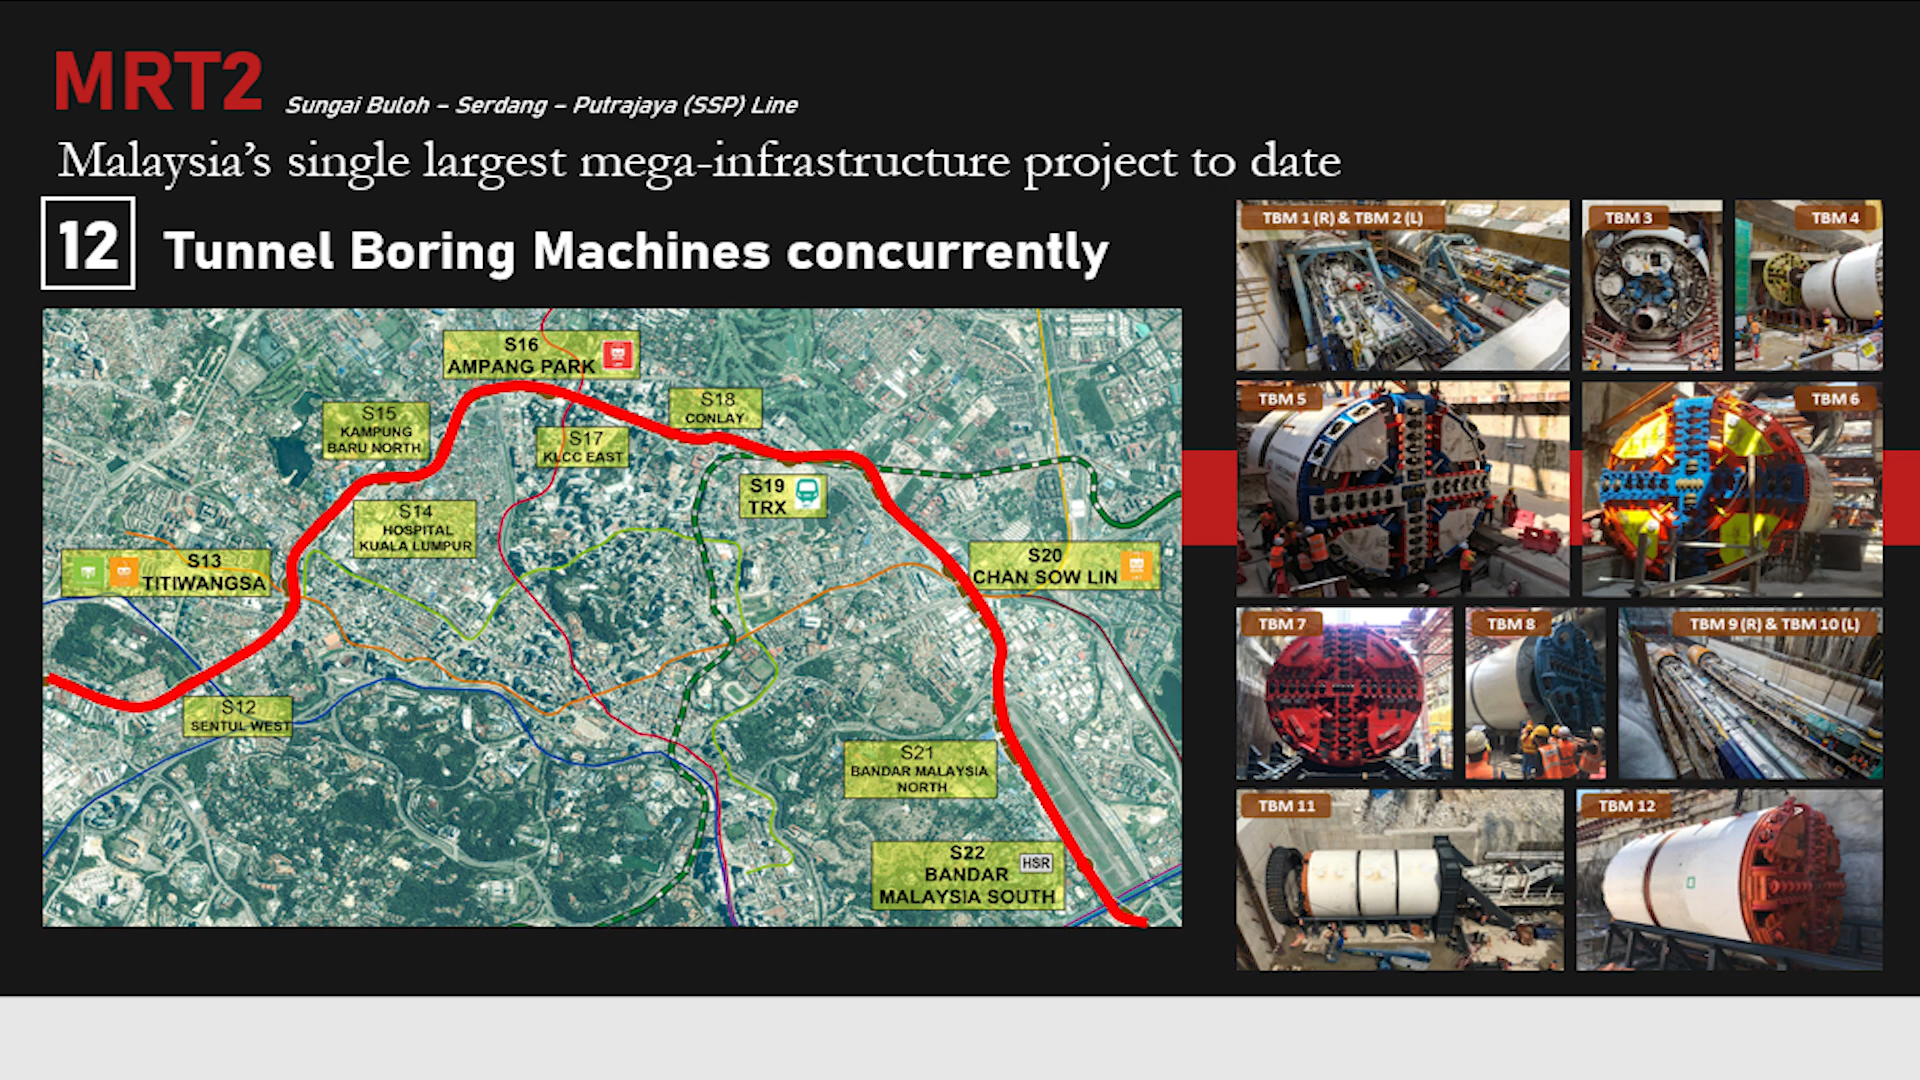 MRT2
Sungai Buloh – Serdang – Putrajaya (SSP) Line
Malaysia’s single largest mega-infrastructure project to date
12
Tunnel Boring Machines concurrently
S16
AMPANG PARK
S18
CONLAY
S15
KAMPUNG
BARU NORTH
S17
KLCC EAST
S19
TRX
S14
HOSPITAL
KUALA LUMPUR
S13
TITIWANGSA
S20
CHAN SOW LIN
S12
SENTUL WEST
S21
BANDAR MALAYSIA
NORTH
S22
HSR
BANDAR
MALAYSIA SOUTH
TBM 1 (R) & TBM 2 (L)
TBM 3
TBM 4
TBM 5
TBM 6
TBM 7
TBM 8
TBM 9 (R) & TBM 10 (L)
TBM 11
TBM 12